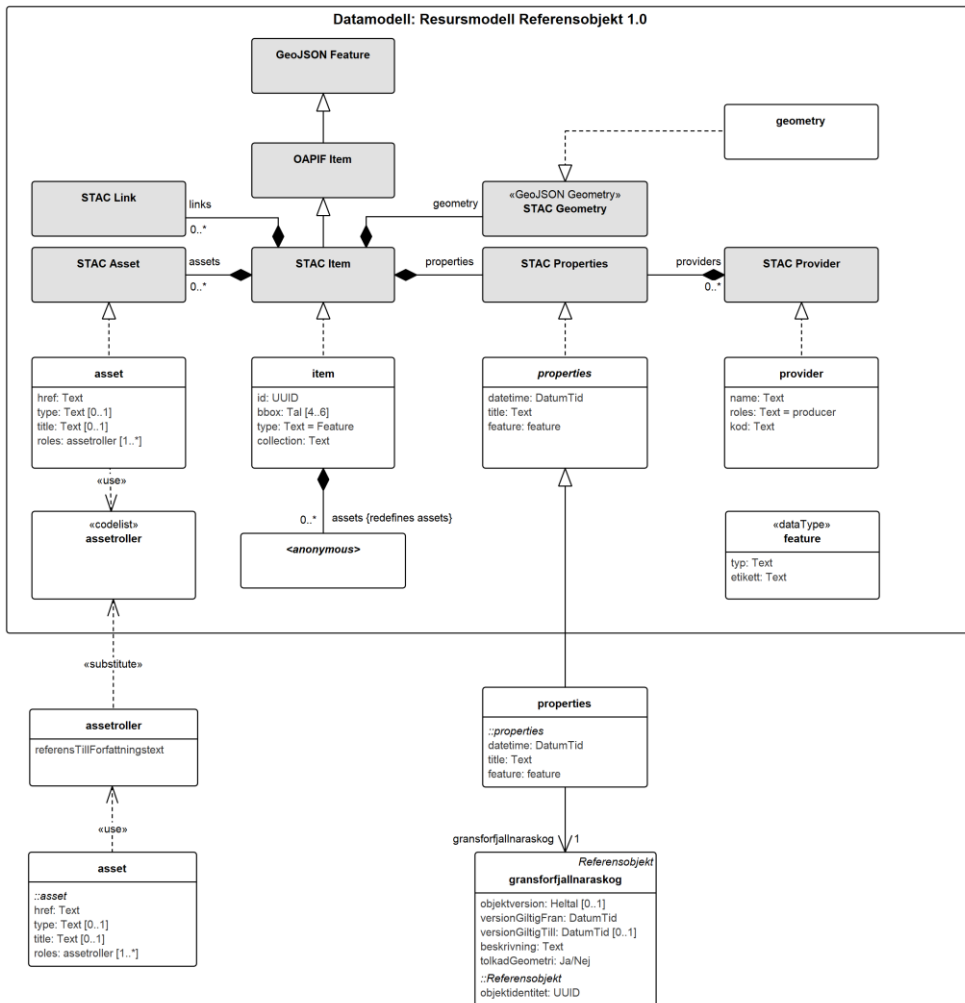 Datamodell: Resursmodell Referensobjekt 1.0
GeoJSON Feature
geometry
OAPIF Item
STAC Link
links
0..*
geometry
«GeoJSON Geometry»
STAC Geometry
STAC Asset
assets
0..*
STAC Item
properties
STAC Properties
providers
0..*
STAC Provider
asset
href: Text
type: Text [0..1]
title: Text [0..1]
roles: assetroller [1..*]
item
id: UUID
bbox: Tal [4..6]
type: Text = Feature
collection: Text
properties
datetime: DatumTid
title: Text
feature: feature
provider
name: Text
roles: Text = producer
kod: Text
«use»
«codelist»
assetroller
0..*
assets {redefines assets}
<anonymous>
«dataType»
feature
typ: Text
etikett: Text
«substitute»
assetroller
referensTillForfattningstext
properties
::properties
datetime: DatumTid
title: Text
feature: feature
«use»
gransforfjallnaraskog
1
asset
::asset
href: Text
type: Text [0..1]
title: Text [0..1]
roles: assetroller [1..*]
Referensobjekt
gransforfjallnaraskog
objektversion: Heltal [0..1]
versionGiltigFran: DatumTid
versionGiltigTill: DatumTid [0..1]
beskrivning: Text
tolkadGeometri: Ja/Nej
::Referensobjekt
objektidentitet: UUID